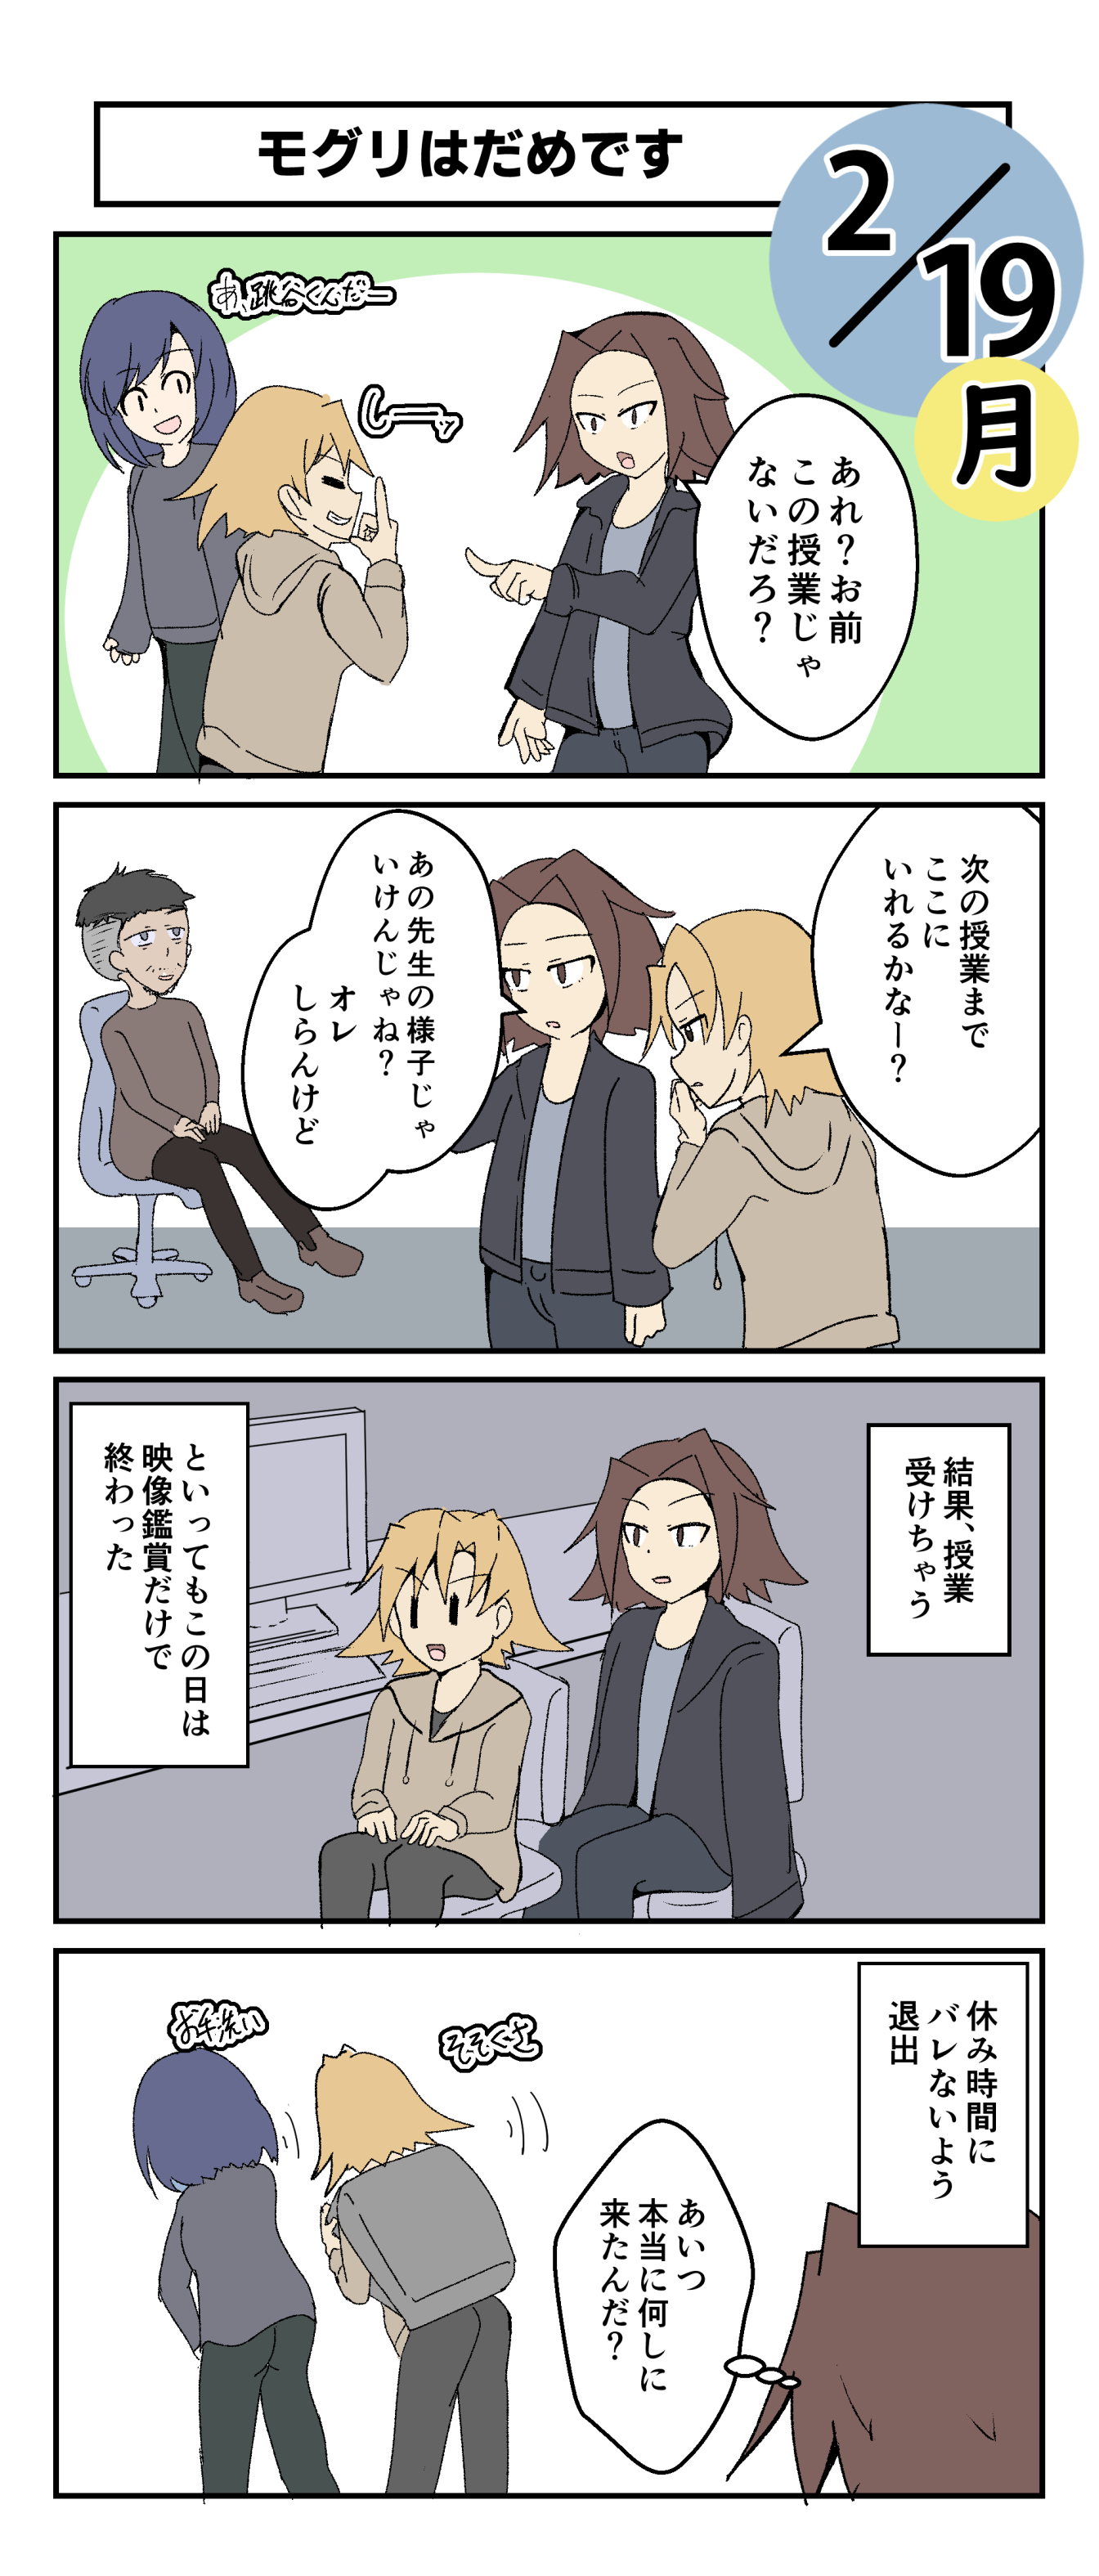 モグリはだめです
2/19
月
あれ？お前
この授業じゃ
ないだろ？
しーッ
あ、跳谷くんだー
次の授業まで
ここに
いれるかなー？
あの先生の様子じゃ
いけんじゃね？
オレ
しらんけど
結果、授業
受けちゃう
といってもこの日は
映像鑑賞だけで
終わった
休み時間に
バレないよう
退出
あいつ
本当に何しに
来たんだ？
そそくさ
お手洗い